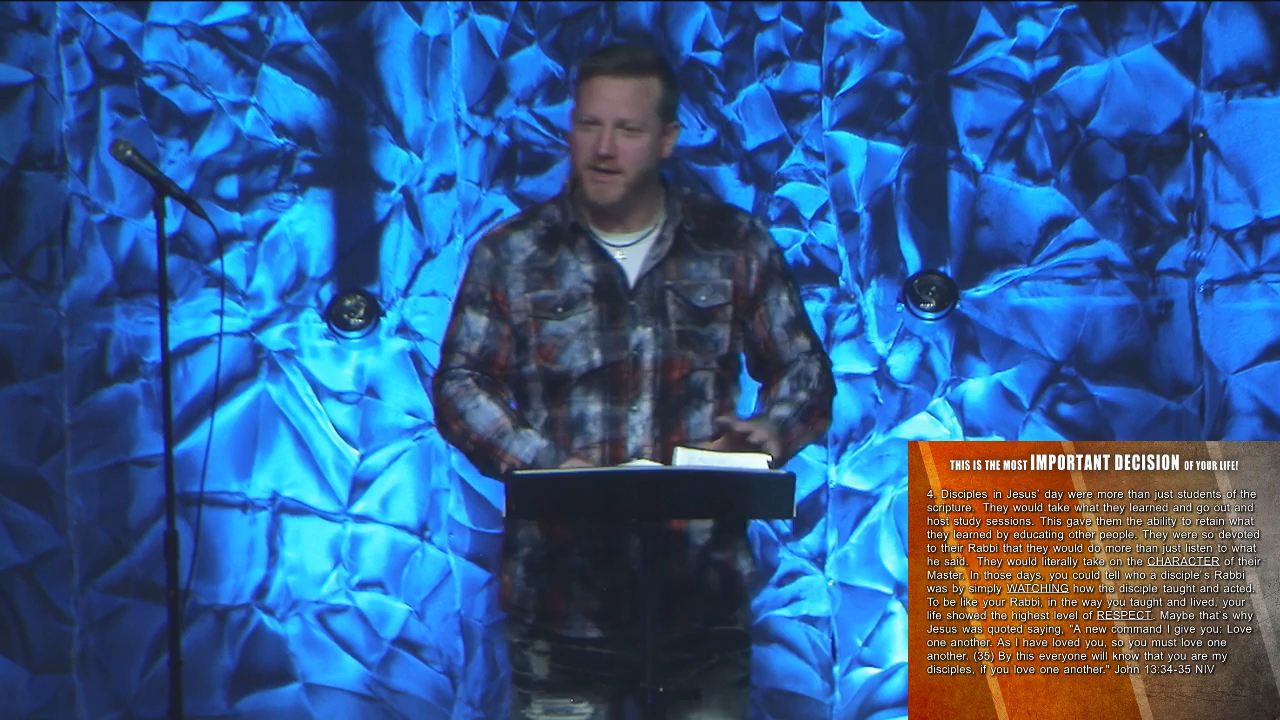 THIS IS THE MOST IMPORTANT DECISION OF YOUR LIFE!
4. Disciples in Jesus' day were more than just students of the
scripture. They would take what they learned and go out and
host study sessions. This gave them the ability to retain what
they learned by educating other people. They were so devoted
to their Rabbi that they would do more than just listen to what
he said. They would literally take on the CHARACTER of their
Master. In those days, you could tell who a disciple's Rabbi
was by simply WATCHING how the disciple taught and acted.
To be like your Rabbi, in the way you taught and lived, your
life showed the highest level of RESPECT. Maybe that's why
Jesus was quoted saying, "A new command I give you: Love
one another. As I have loved you, so you must love one
another. (35) By this everyone will know that you are my
disciples, if you love one another." John 13:34-35 NIV